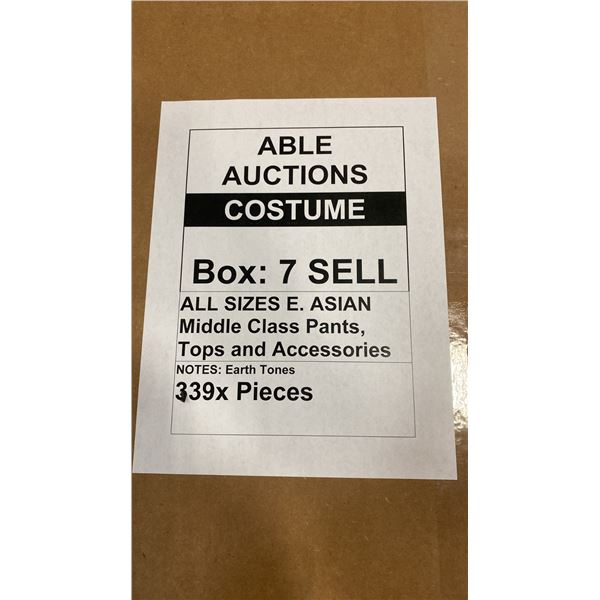 ABLE
AUCTIONS
COSTUME
Box: 7 SELL
ALL SIZES E. ASIAN
Middle Class Pants,
Tops and Accessories
NOTES: Earth Tones
339x Pieces